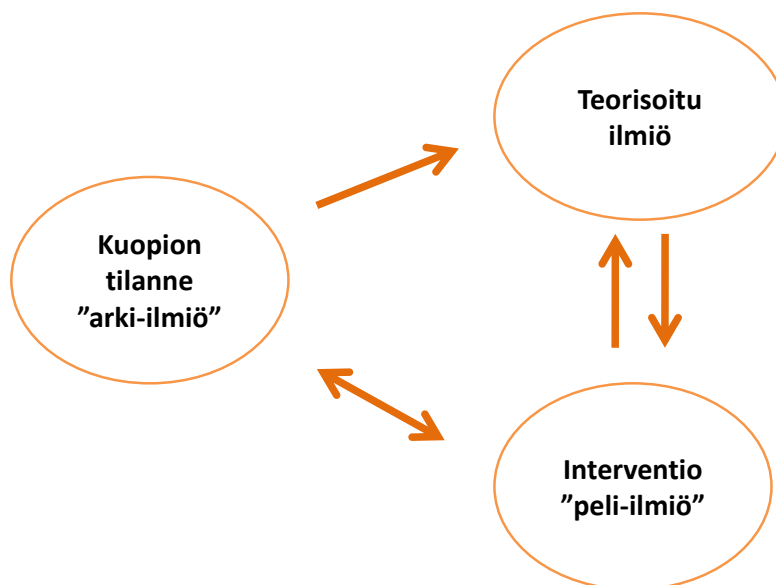 Teorisoitu
ilmiö
Kuopion
tilanne
”arki-ilmiö”
Interventio
”peli-ilmiö”